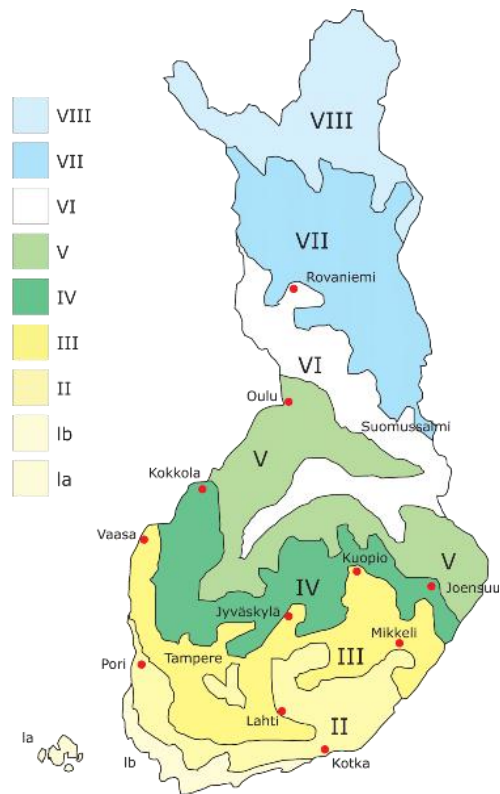 VIII
VII
VI
V
IV
III
II
Ib
Ia
VIII
VII
Rovaniemi
VI
Oulu
Suomussalmi
V
Kokkola
Vaasa
Kuopio
V
IV
Joensuu
Jyväskylä
Mikkeli
Tampere
III
Pori
Lahti
II
Ia
Ib
Kotka